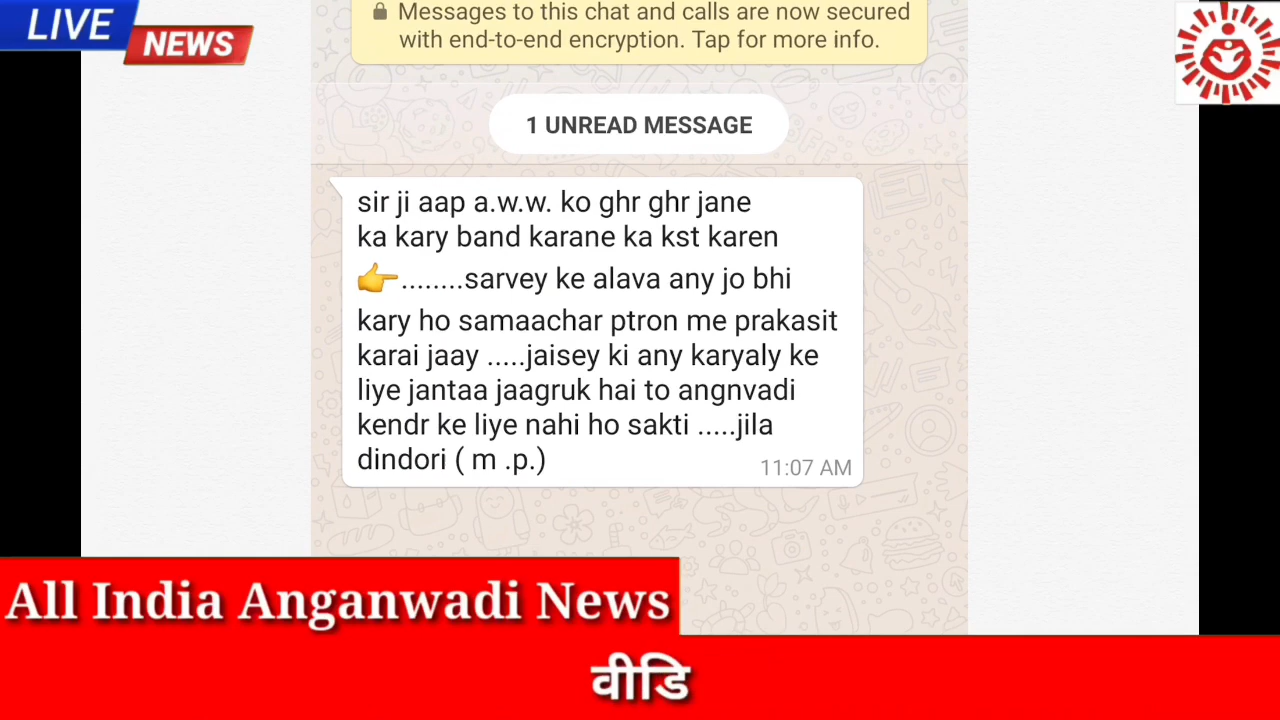 LIVE
NEWS
Messages to this chat and calls are now secured
with end-to-end encryption. Tap for more info.
1 UNREAD MESSAGE
sir ji aap a.w.w. ko ghr ghr jane
ka kary band karane ka kst karen
👉........sarvey ke alava any jo bhi
kary ho samaachar ptron me prakasit
karai jaay .....jaisey ki any karyaly ke
liye jantaa jaagruk hai to angnvadi
kendr ke liye nahi ho sakti .....jila
dindori ( m .p.)
11:07 AM
All India Anganwadi News
वीडि